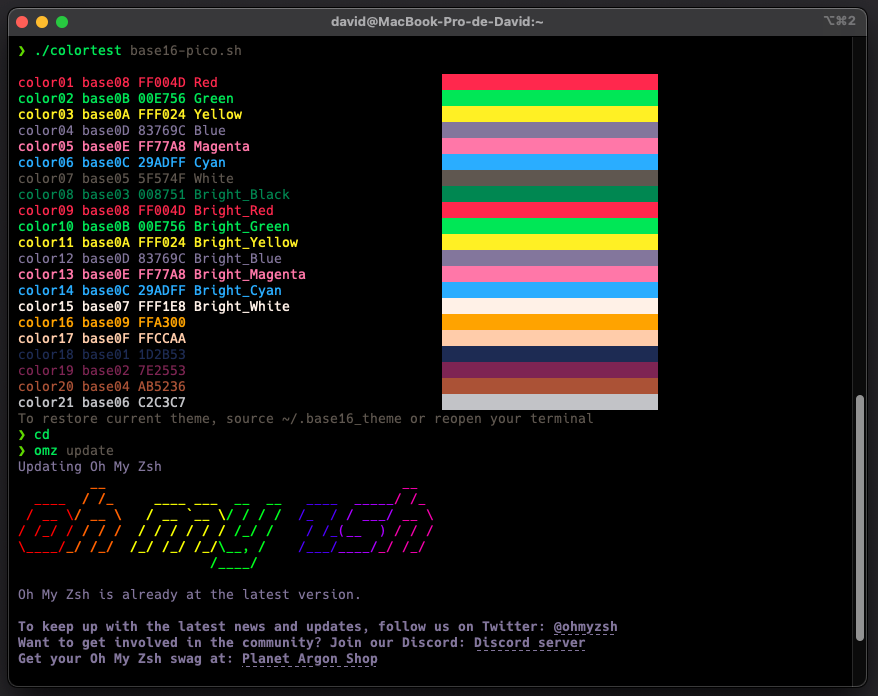 david@MacBook-Pro-de-David:~
⌥⌘2
❯ ./colortest base16-pico.sh
color01 base08 FF004D Red
color02 base0B 00E756 Green
color03 base0A FFF024 Yellow
color04 base0D 83769C Blue
color05 base0E FF77A8 Magenta
color06 base0C 29ADFF Cyan
color07 base05 5F574F White
color08 base03 008751 Bright_Black
color09 base08 FF004D Bright_Red
color10 base0B 00E756 Bright_Green
color11 base0A FFF024 Bright_Yellow
color12 base0D 83769C Bright_Blue
color13 base0E FF77A8 Bright_Magenta
color14 base0C 29ADFF Bright_Cyan
color15 base07 FFF1E8 Bright_White
color16 base09 FFA300
color17 base0F FFCCAA
color18 base01 1D2B53
color19 base02 7E2553
color20 base04 AB5236
color21 base06 C2C3C7
To restore current theme, source ~/.base16_theme or reopen your terminal
❯ cd
❯ omz update
Updating Oh My Zsh
oh my zsh
Oh My Zsh is already at the latest version.
To keep up with the latest news and updates, follow us on Twitter: @ohmyzsh
Want to get involved in the community? Join our Discord: Discord server
Get your Oh My Zsh swag at: Planet Argon Shop